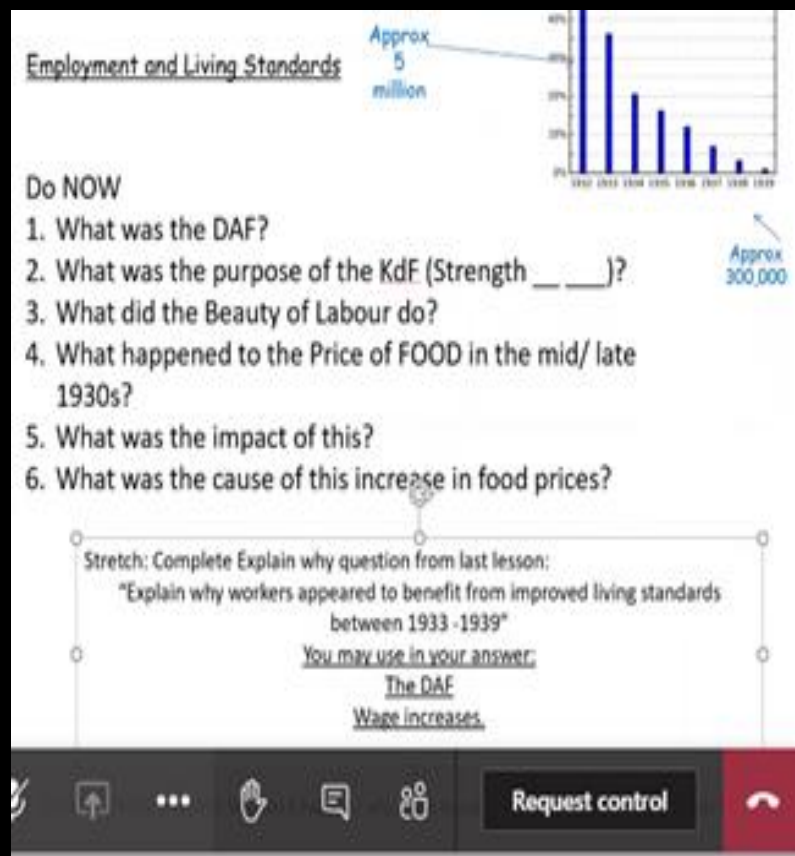 Employment and Living Standards
Approx
5
million
40%
Approx
300,000
Do NOW
1. What was the DAF?
2. What was the purpose of the KdF (Strength __ ___)?
3. What did the Beauty of Labour do?
4. What happened to the Price of FOOD in the mid/ late
1930s?
5. What was the impact of this?
6. What was the cause of this increase in food prices?
Stretch: Complete Explain why question from last lesson:
"Explain why workers appeared to benefit from improved living standards
between 1933 -1939"
You may use in your answer:
The DAF
Wage increases.
Request control